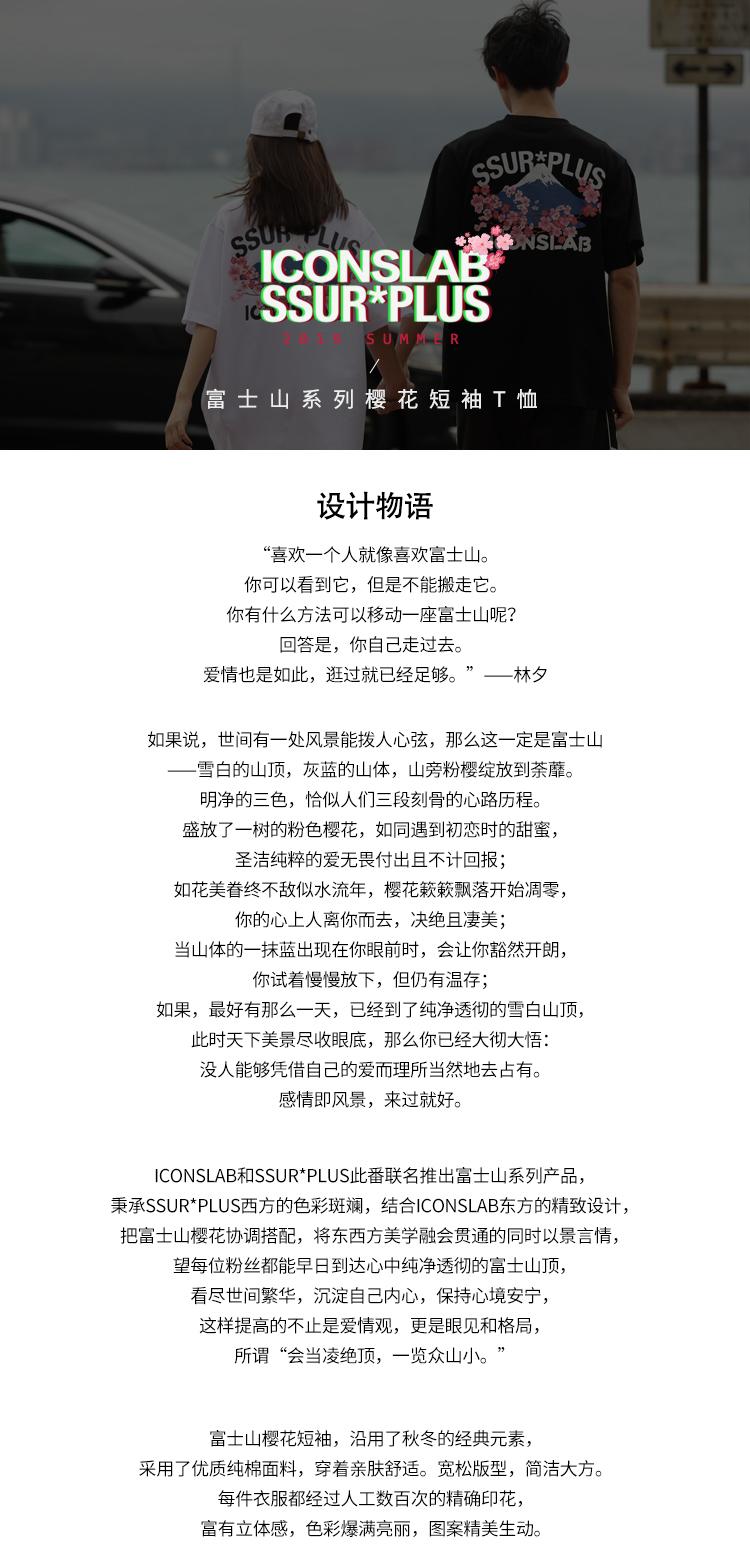 SSUR*PLUS
SSUR*PLUS
ICONSLAB
SSUR*PLUS
2019 SUMMER
富士山系列樱花短袖T恤
设计物语
“喜欢一个人就像喜欢富士山。
你可以看到它，但是不能搬走它。
你有什么方法可以移动一座富士山呢？
回答是，你自己走过去。
爱情也是如此，逛过就已经足够。”——林夕
如果说，世间有一处风景能拨人心弦，那么这一定是富士山
——雪白的山顶，灰蓝的山体，山旁粉樱绽放到荼蘼。
明净的三色，恰似人们三段刻骨的心路历程。
盛放了一树的粉色樱花，如同遇到初恋时的甜蜜，
圣洁纯粹的爱无畏付出且不计回报；
如花美眷终不敌似水流年，樱花簌簌飘落开始凋零，
你的心上人离你而去，决绝且凄美；
当山体的一抹蓝出现在你眼前时，会让你豁然开朗，
你试着慢慢放下，但仍有温存；
如果，最好有那么一天，已经到了纯净透彻的雪白山顶，
此时天下美景尽收眼底，那么你已经大彻大悟：
没人能够凭借自己的爱而理所当然地去占有。
感情即风景，来过就好。
ICONSLAB和SSUR*PLUS此番联名推出富士山系列产品，
秉承SSUR*PLUS西方的色彩斑斓，结合ICONSLAB东方的精致设计，
把富士山樱花协调搭配，将东西方美学融会贯通的同时以景言情，
望每位粉丝都能早日到达心中纯净透彻的富士山顶，
看尽世间繁华，沉淀自己内心，保持心境安宁，
这样提高的不止是爱情观，更是眼见和格局，
所谓“会当凌绝顶，一览众山小。”
富士山樱花短袖，沿用了秋冬的经典元素，
采用了优质纯棉面料，穿着亲肤舒适。宽松版型，简洁大方。
每件衣服都经过人工数百次的精确印花，
富有立体感，色彩爆满亮丽，图案精美生动。